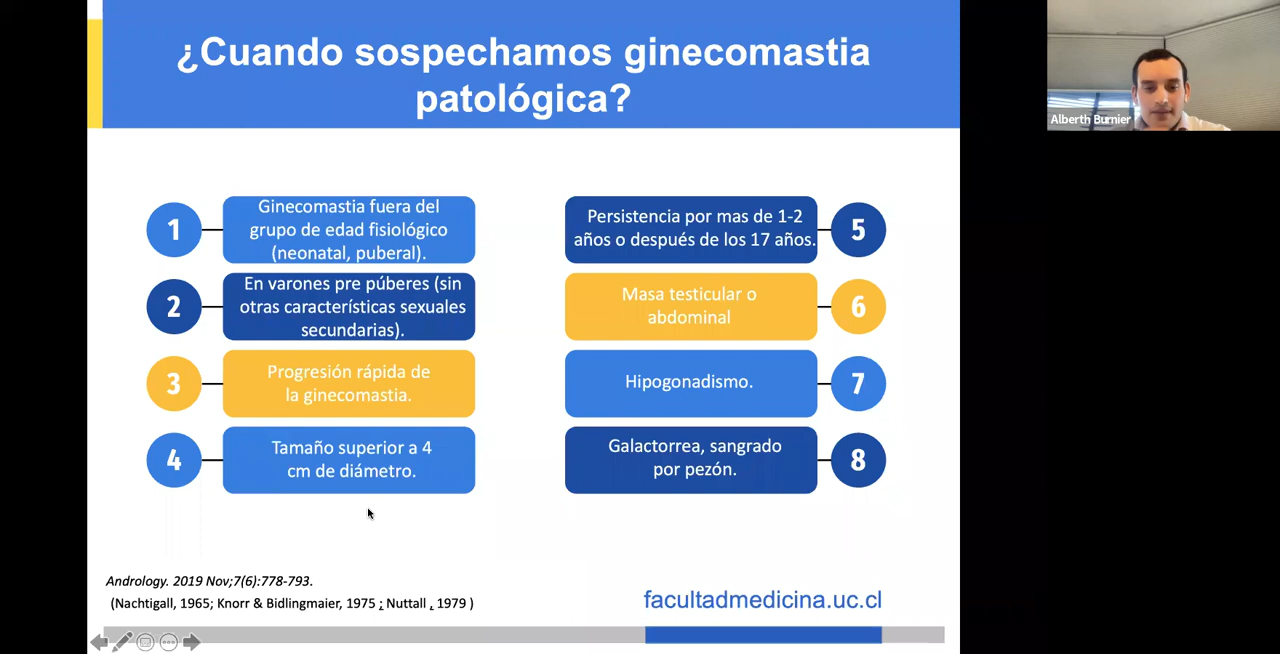 ¿Cuando sospechamos ginecomastia
patológica?
Alberth Burnier
1
Ginecomastia fuera del
grupo de edad fisiológico
(neonatal, puberal).
2
En varones pre púberes (sin
otras características sexuales
secundarias).
3
Progresión rápida de
la ginecomastia.
4
Tamaño superior a 4
cm de diámetro.
Persistencia por mas de 1-2
años o después de los 17 años.
5
Masa testicular o
abdominal
6
Hipogonadismo.
7
Galactorrea, sangrado
por pezón.
8
Andrology. 2019 Nov;7(6):778-793.
(Nachtigall, 1965; Knorr & Bidlingmaier, 1975 ; Nuttall , 1979 )
facultadmedicina.uc.cl